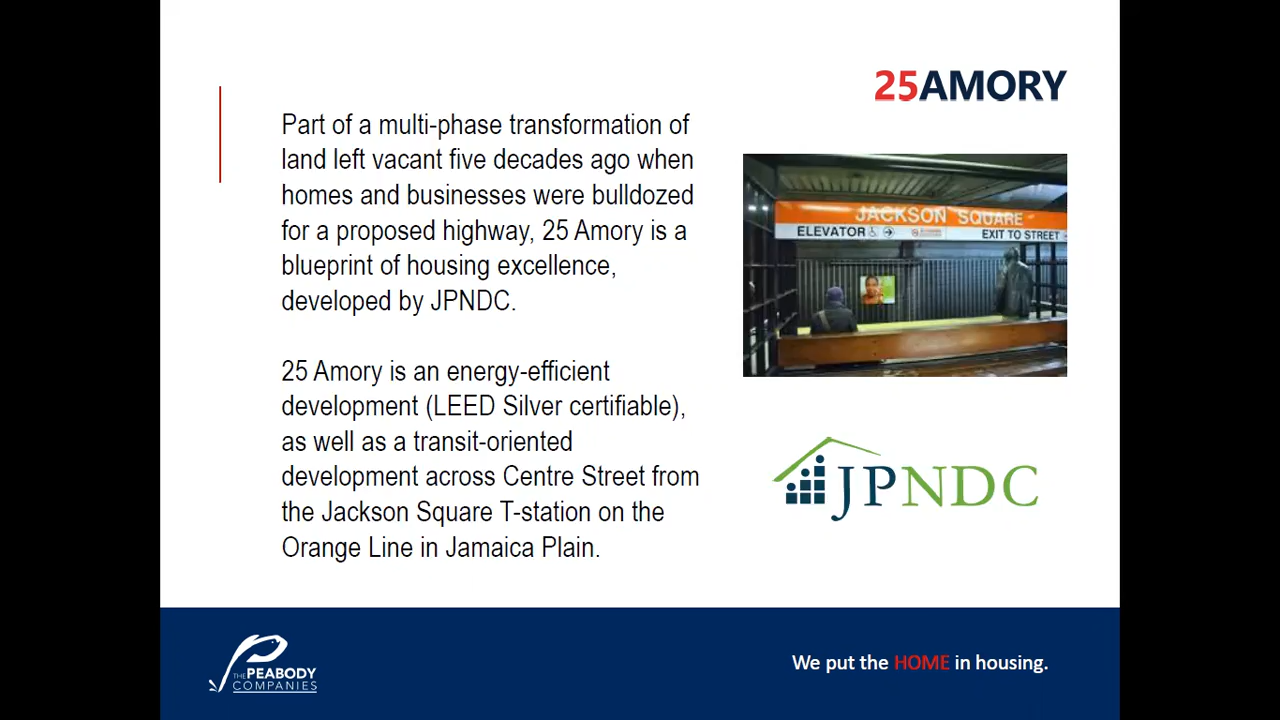 25AMORY
Part of a multi-phase transformation of
land left vacant five decades ago when
homes and businesses were bulldozed
for a proposed highway, 25 Amory is a
blueprint of housing excellence,
developed by JPNDC.
25 Amory is an energy-efficient
development (LEED Silver certifiable),
as well as a transit-oriented
development across Centre Street from
the Jackson Square T-station on the
Orange Line in Jamaica Plain.
JACKSON SQUARE
ELEVATOR
EXIT TO STREET
JPNDC
THE PEABODY
COMPANIES
We put the HOME in housing.